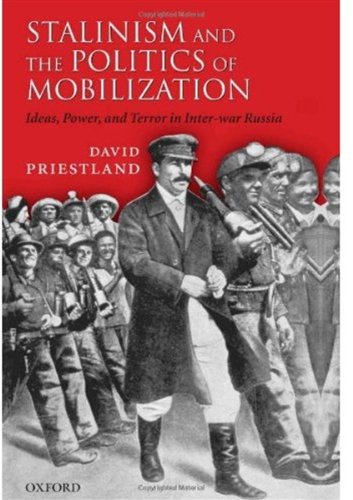 STALINISM AND
THE POLITICS OF
MOBILIZATION
Ideas, Power, and Terror in Inter-war Russia
DAVID
PRIESTLAND
OXFORD